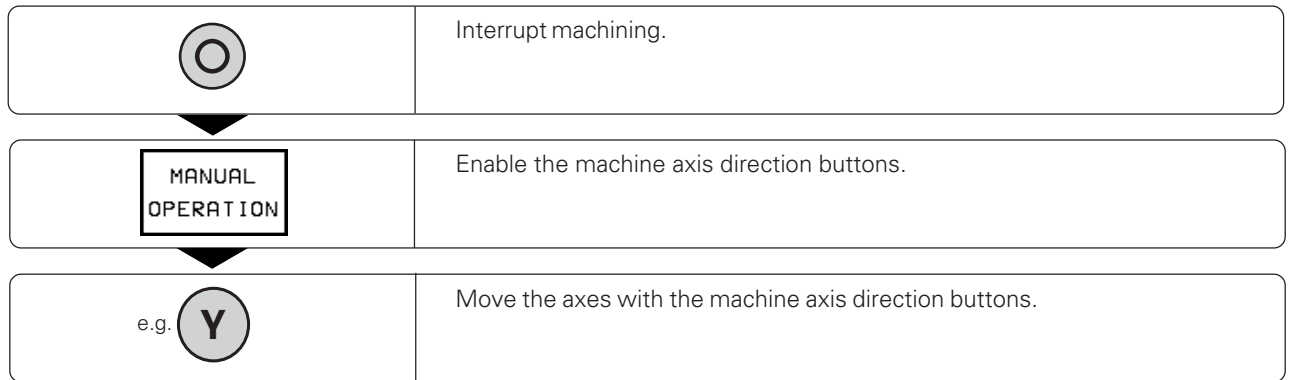 Interrupt machining.
MANUAL
OPERATION
Enable the machine axis direction buttons.
e.g. Y
Move the axes with the machine axis direction buttons.